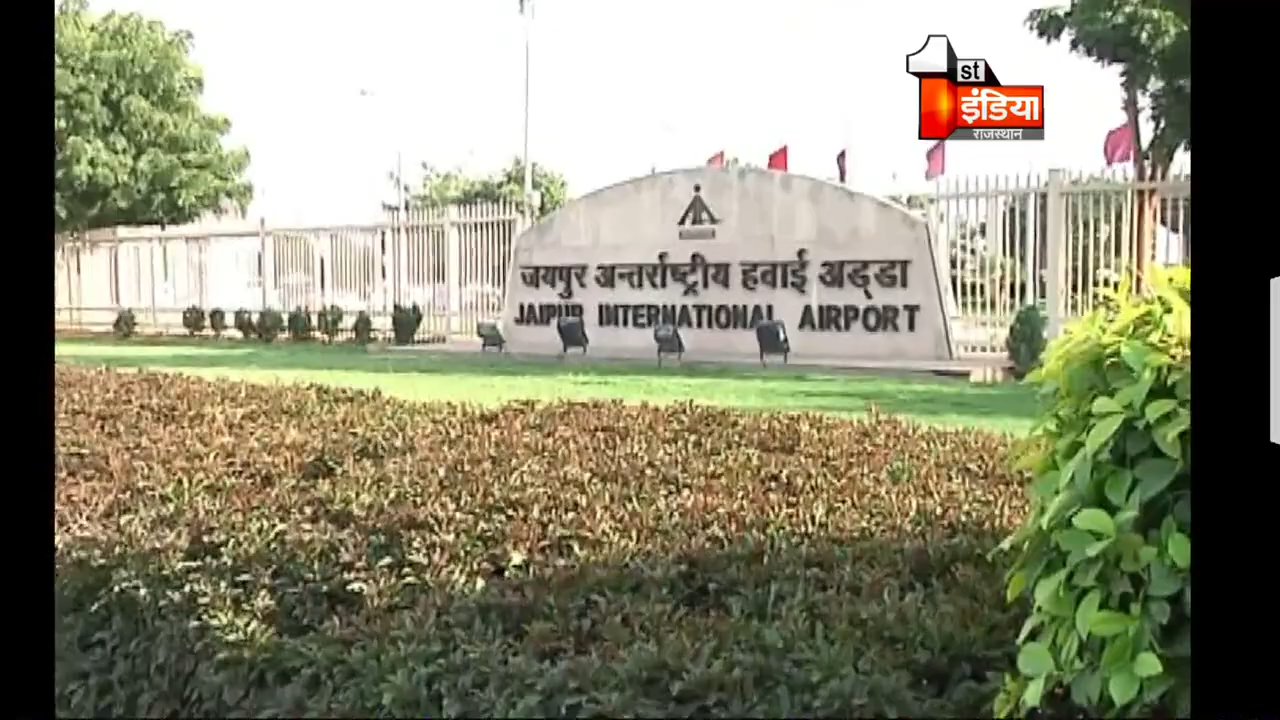 1st
इंडिया
राजस्थान
जयपुर अन्तर्राष्ट्रीय हवाई अड्डा
JAIPUR INTERNATIONAL AIRPORT